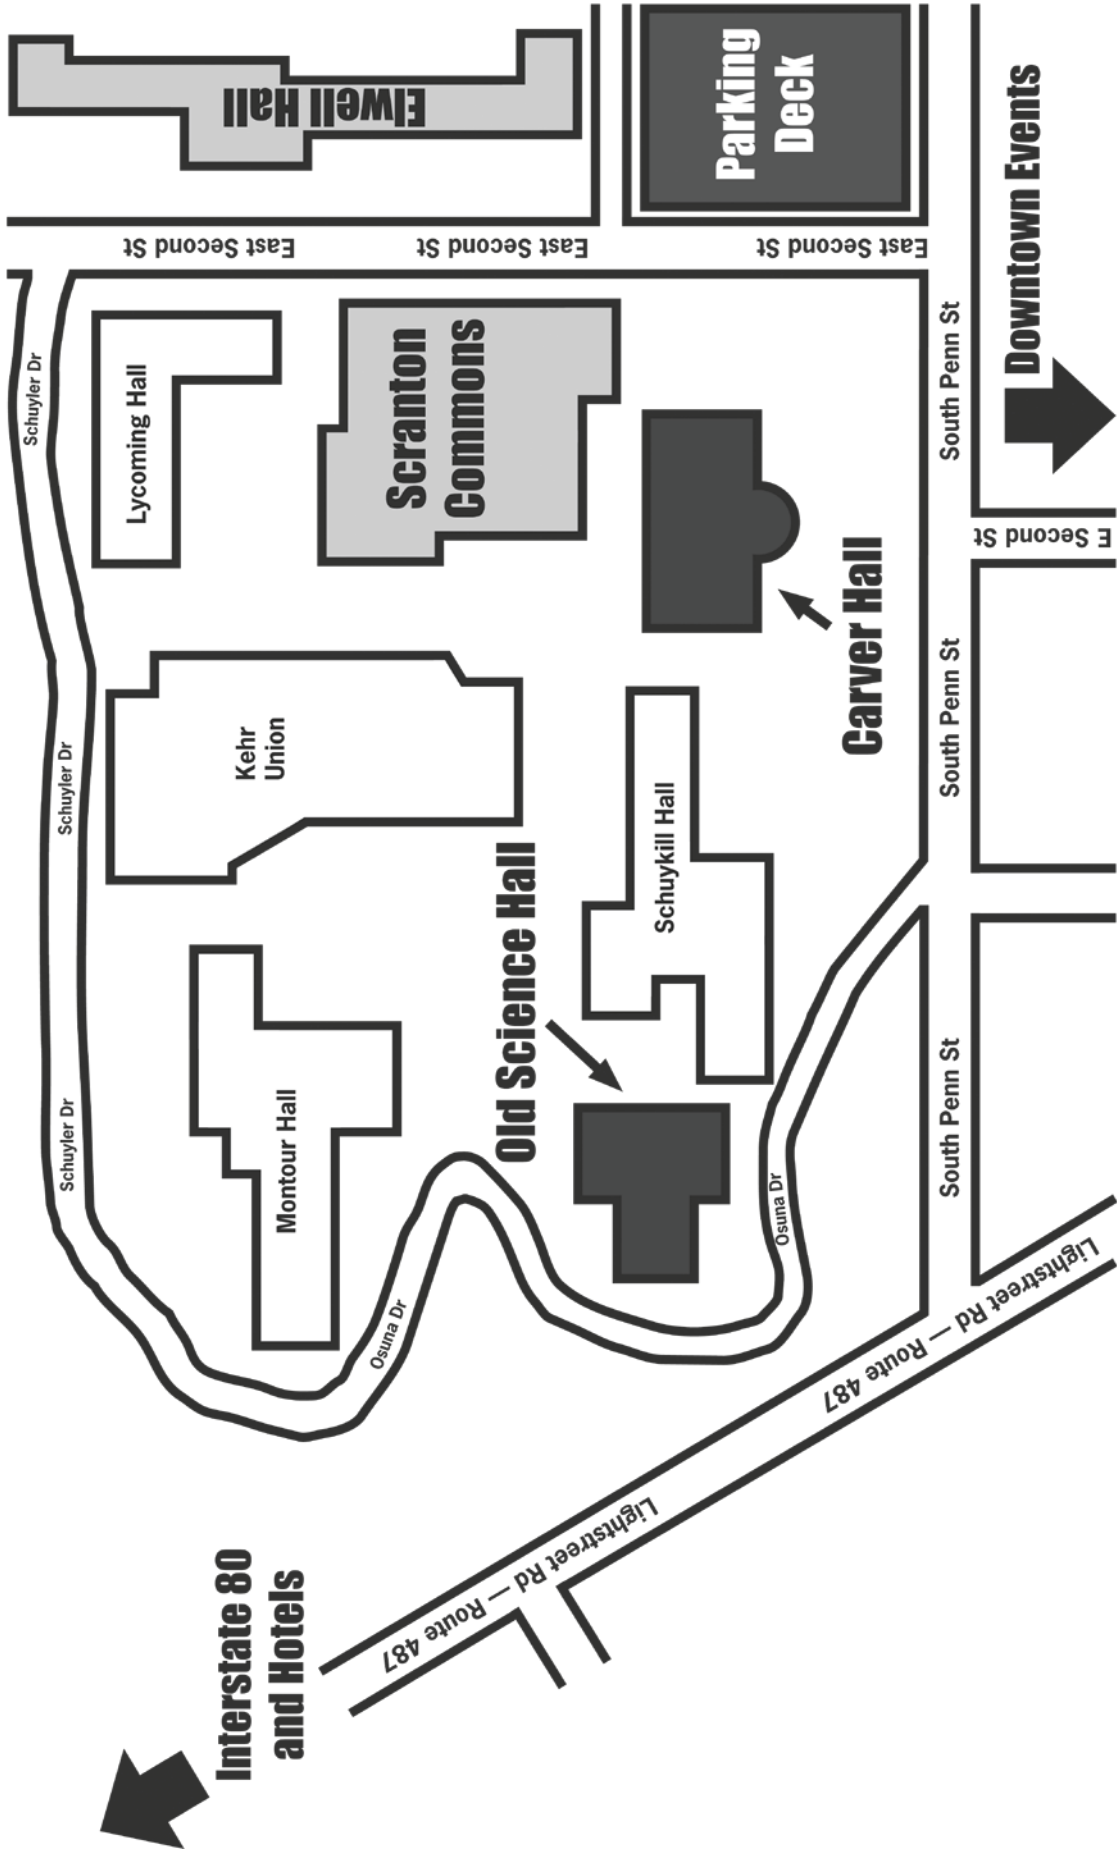 Elwell Hall
Parking
Deck
Downtown Events
East Second St
East Second St
East Second St
Schuyler Dr
Lycoming Hall
Scranton
Commons
South Penn St
E Second St
Carver Hall
Kehr
Union
Schuyler Dr
South Penn St
Schuykill Hall
Old Science Hall
Schuyler Dr
Montour Hall
South Penn St
Osuna Dr
Osuna Dr
Route 487 — Lightstreet Rd
Route 487 — Lightstreet Rd
Interstate 80
and Hotels